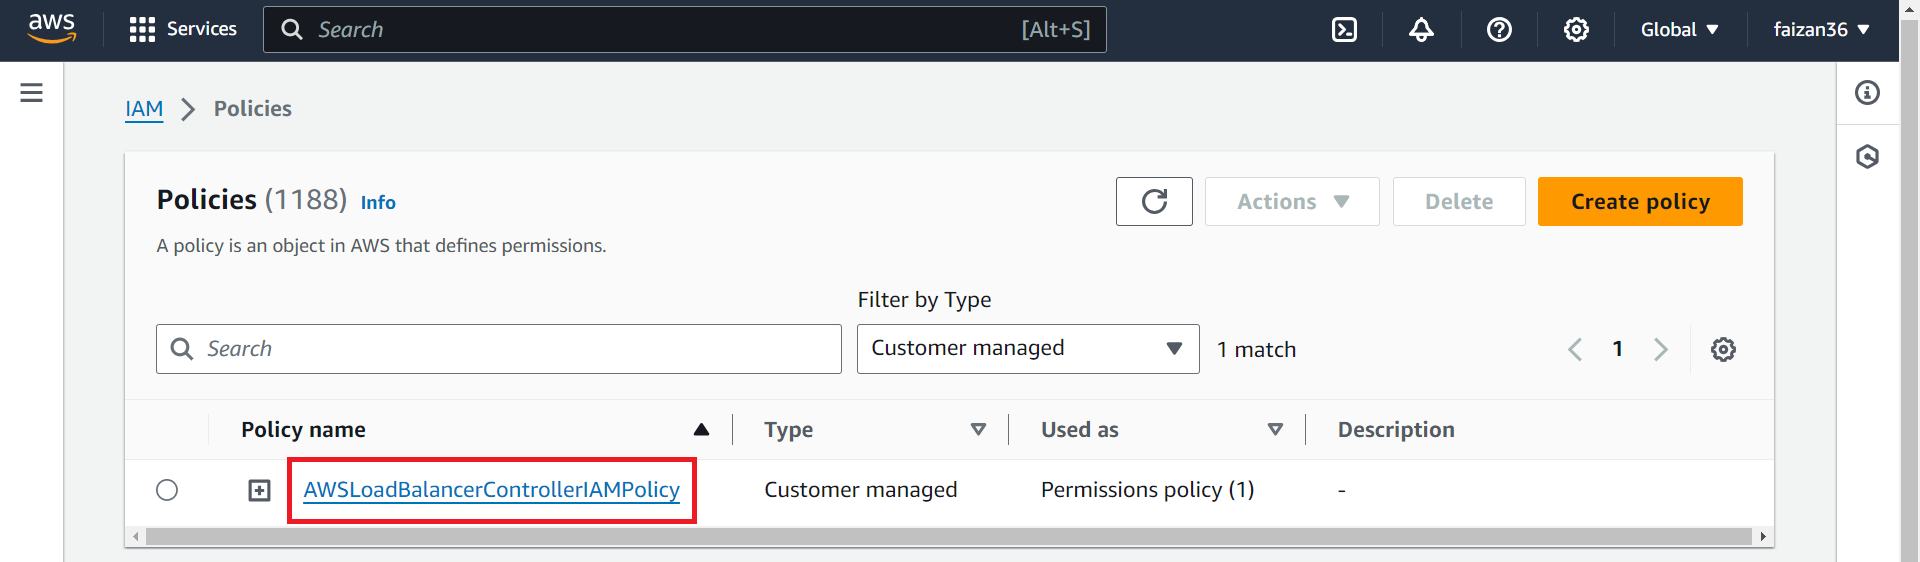 aws Services Search [Alt+S] Global faizan36
IAM Policies
Policies (1188) Info Actions Delete Create policy
A policy is an object in AWS that defines permissions.
Filter by Type
Search Customer managed 1 match 1
Policy name Type Used as Description
AWSLoadBalancerControllerIAMPolicy Customer managed Permissions policy (1) -